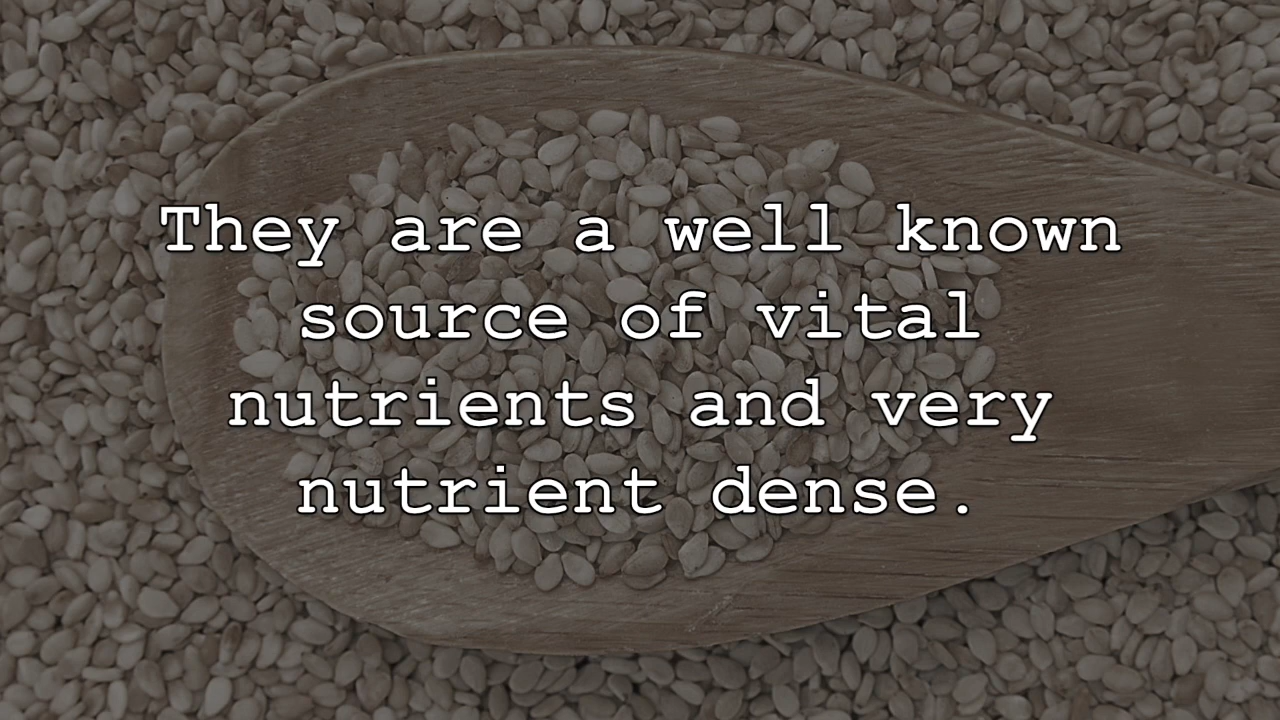 They are a well known
source of vital
nutrients and very
nutrient dense.